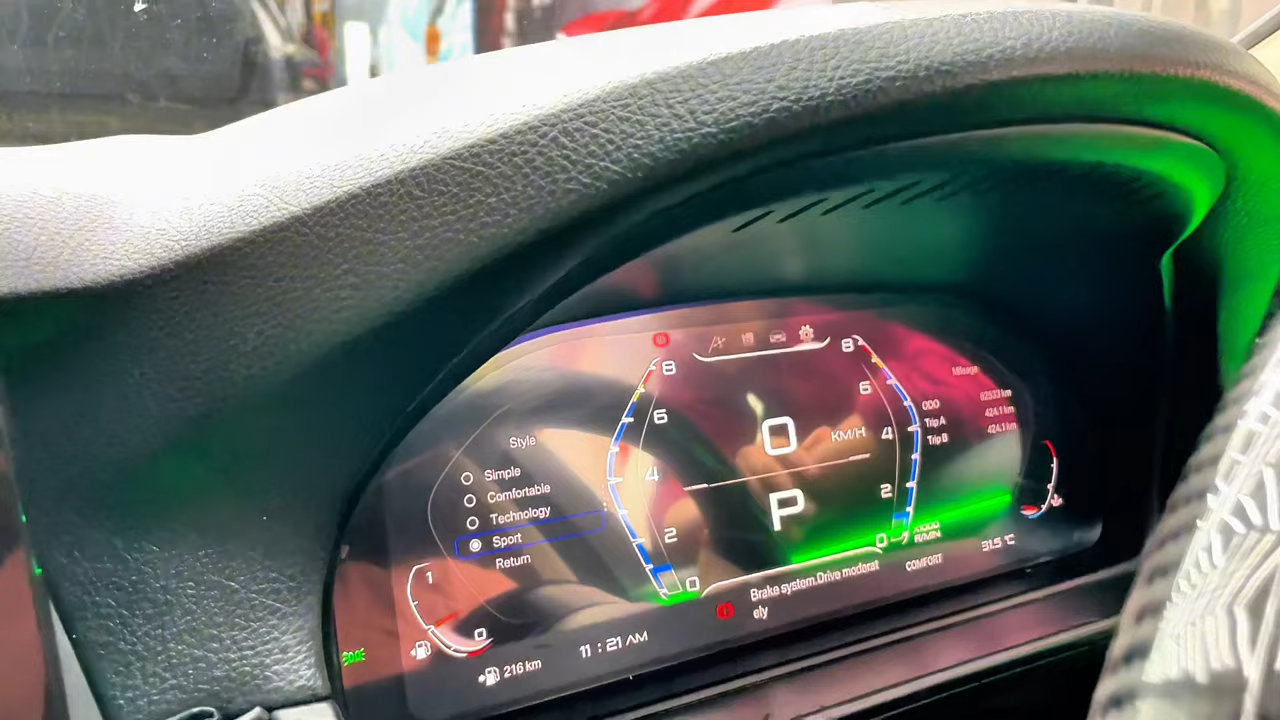 Style
Simple
Comfortable
Technology
Sport
Return
8
6
4
2
0
0
KM/H
P
8
6
4
2
0
X1000
R/MIN
Mileage
ODO 62533 km
Trip A 424.1 km
Trip B 424.1 km
1
0
216 km
11 : 21 AM
Brake system.Drive moderat
ely
COMFORT
31.5 ℃